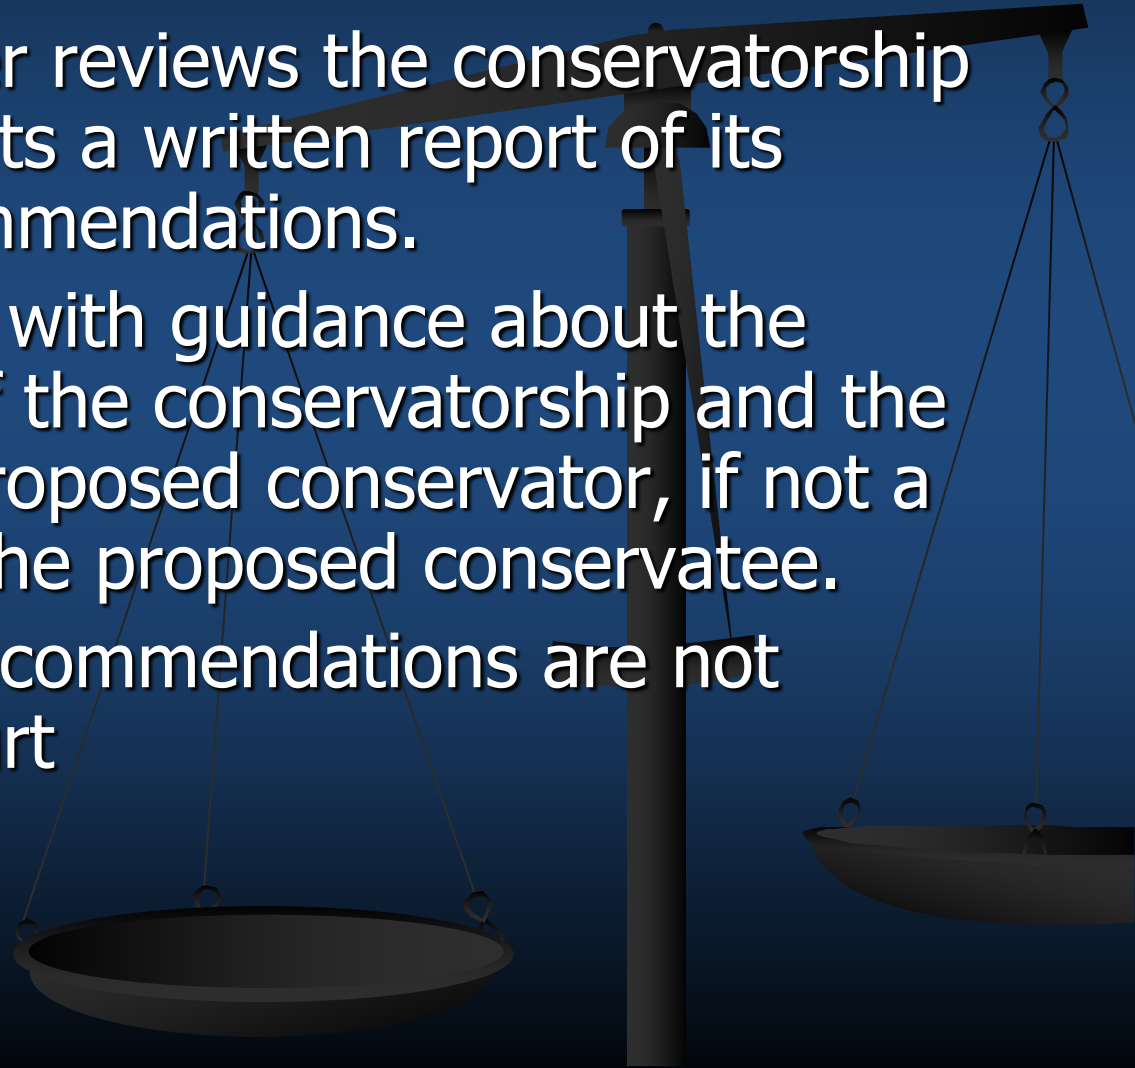 r reviews the conservatorship
ts a written report of its
mmendations.
with guidance about the
f the conservatorship and the
roposed conservator, if not a
he proposed conservatee.
commendations are not
rt